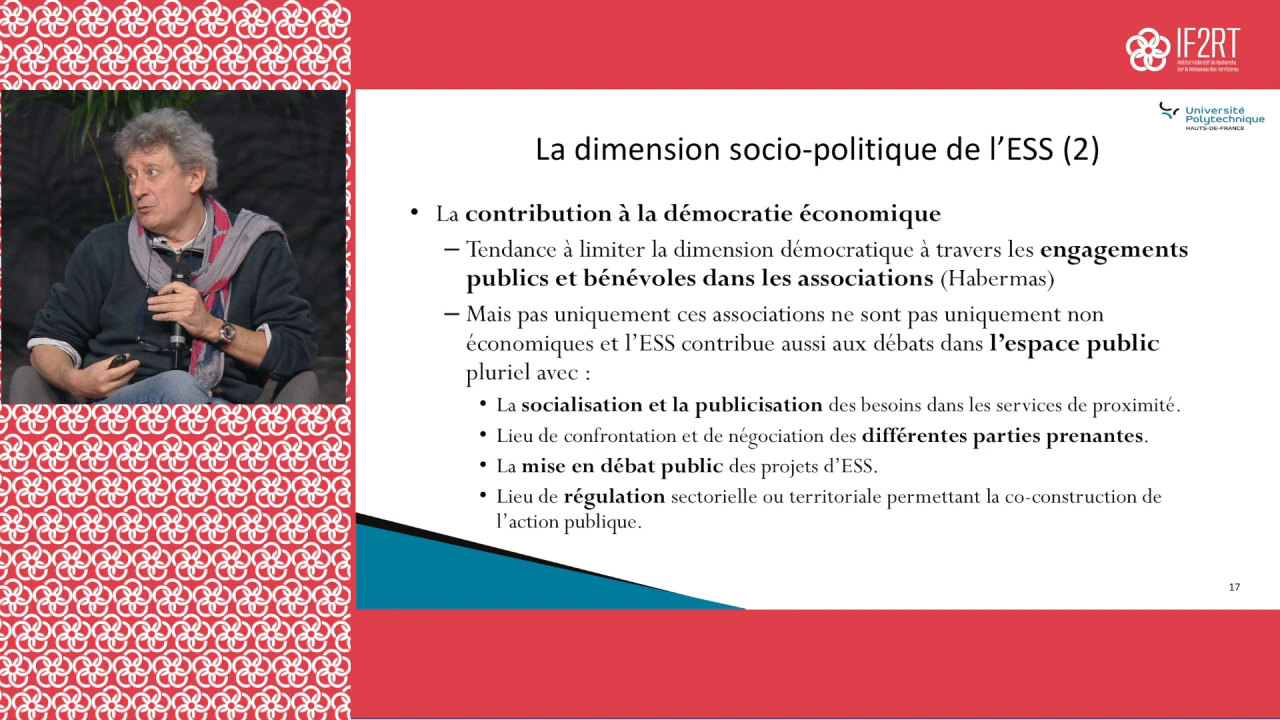 IF2RT
Institut Fédératif de Recherche
sur le Renouveau des Territoires
Université
Polytechnique
HAUTS-DE-FRANCE
La dimension socio-politique de l’ESS (2)
• La contribution à la démocratie économique
– Tendance à limiter la dimension démocratique à travers les engagements
publics et bénévoles dans les associations (Habermas)
– Mais pas uniquement ces associations ne sont pas uniquement non
économiques et l’ESS contribue aussi aux débats dans l’espace public
pluriel avec :
• La socialisation et la publicisation des besoins dans les services de proximité.
• Lieu de confrontation et de négociation des différentes parties prenantes.
• La mise en débat public des projets d’ESS.
• Lieu de régulation sectorielle ou territoriale permettant la co-construction de
l’action publique.
17